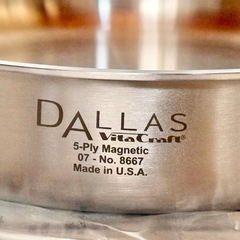 DALLAS
VitaCraft®
5-Ply Magnetic
07 - No. 8667
Made in U.S.A.